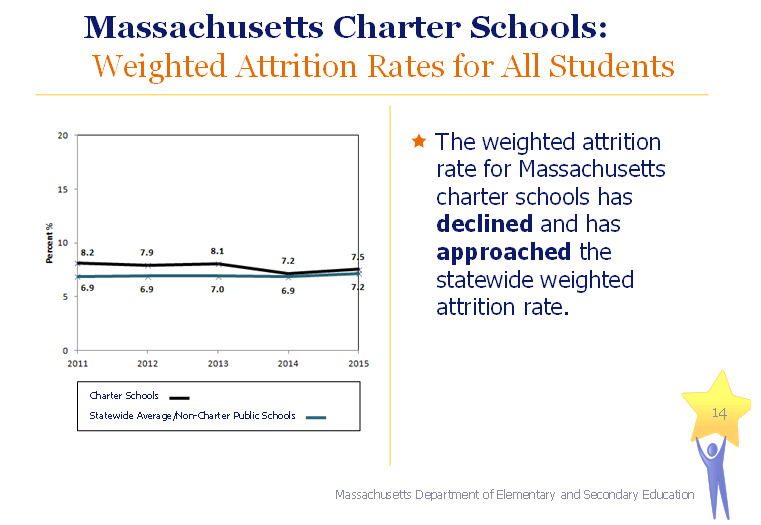 Massachusetts Charter Schools:
Weighted Attrition Rates for All Students
20
15
10
5
0
Percent %
8.2
7.9
8.1
7.2
7.5
6.9
6.9
7.0
6.9
7.2
2011
2012
2013
2014
2015
Charter Schools
Statewide Average/Non-Charter Public Schools
The weighted attrition
rate for Massachusetts
charter schools has
declined and has
approached the
statewide weighted
attrition rate.
14
Massachusetts Department of Elementary and Secondary Education